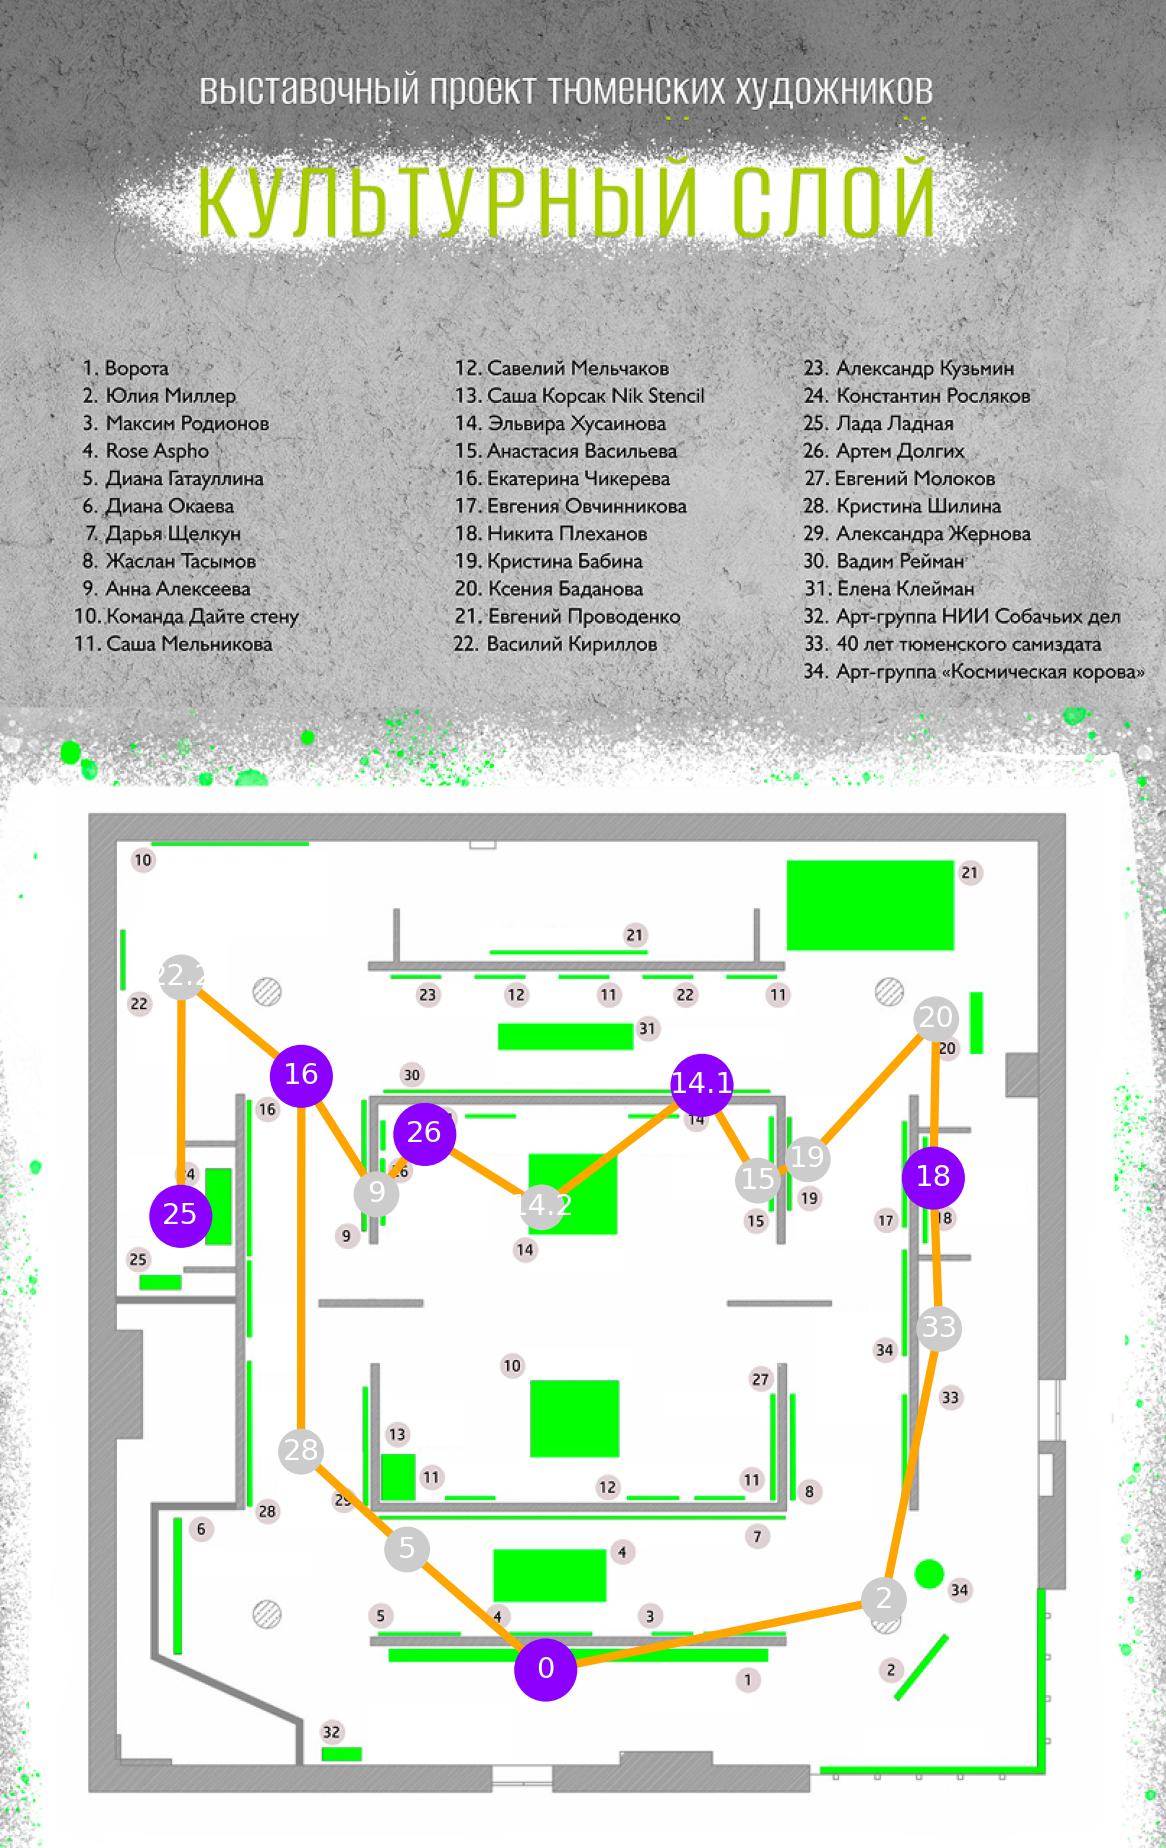 выставочный проект тюменских художников
КУЛЬТУРНЫЙ СЛОЙ
1. Ворота
2. Юлия Миллер
3. Максим Родионов
4. Rose Aspho
5. Диана Гатауллина
6. Диана Окаева
7. Дарья Щелкун
8. Жаслан Тасымов
9. Анна Алексеева
10. Команда Дайте стену
11. Саша Мельникова
12. Савелий Мельчаков
13. Саша Корсак Nik Stencil
14. Эльвира Хусаинова
15. Анастасия Васильева
16. Екатерина Чикерева
17. Евгения Овчинникова
18. Никита Плеханов
19. Кристина Бабина
20. Ксения Баданова
21. Евгений Проводенко
22. Василий Кириллов
23. Александр Кузьмин
24. Константин Росляков
25. Лада Ладная
26. Артем Долгих
27. Евгений Молоков
28. Кристина Шилина
29. Александра Жернова
30. Вадим Рейман
31. Елена Клейман
32. Арт-группа НИИ Собачьих дел
33. 40 лет тюменского самиздата
34. Арт-группа «Космическая корова»
10
21
21
22.2
22
23
12
11
22
11
20
20
31
30
16
14.1
16
26
14
18
25
24
26
9
14.2
15
19
9
14
15
19
17
18
25
33
34
10
27
33
13
28
11
12
11
8
29
28
6
5
4
7
5
4
3
2
34
0
1
2
32